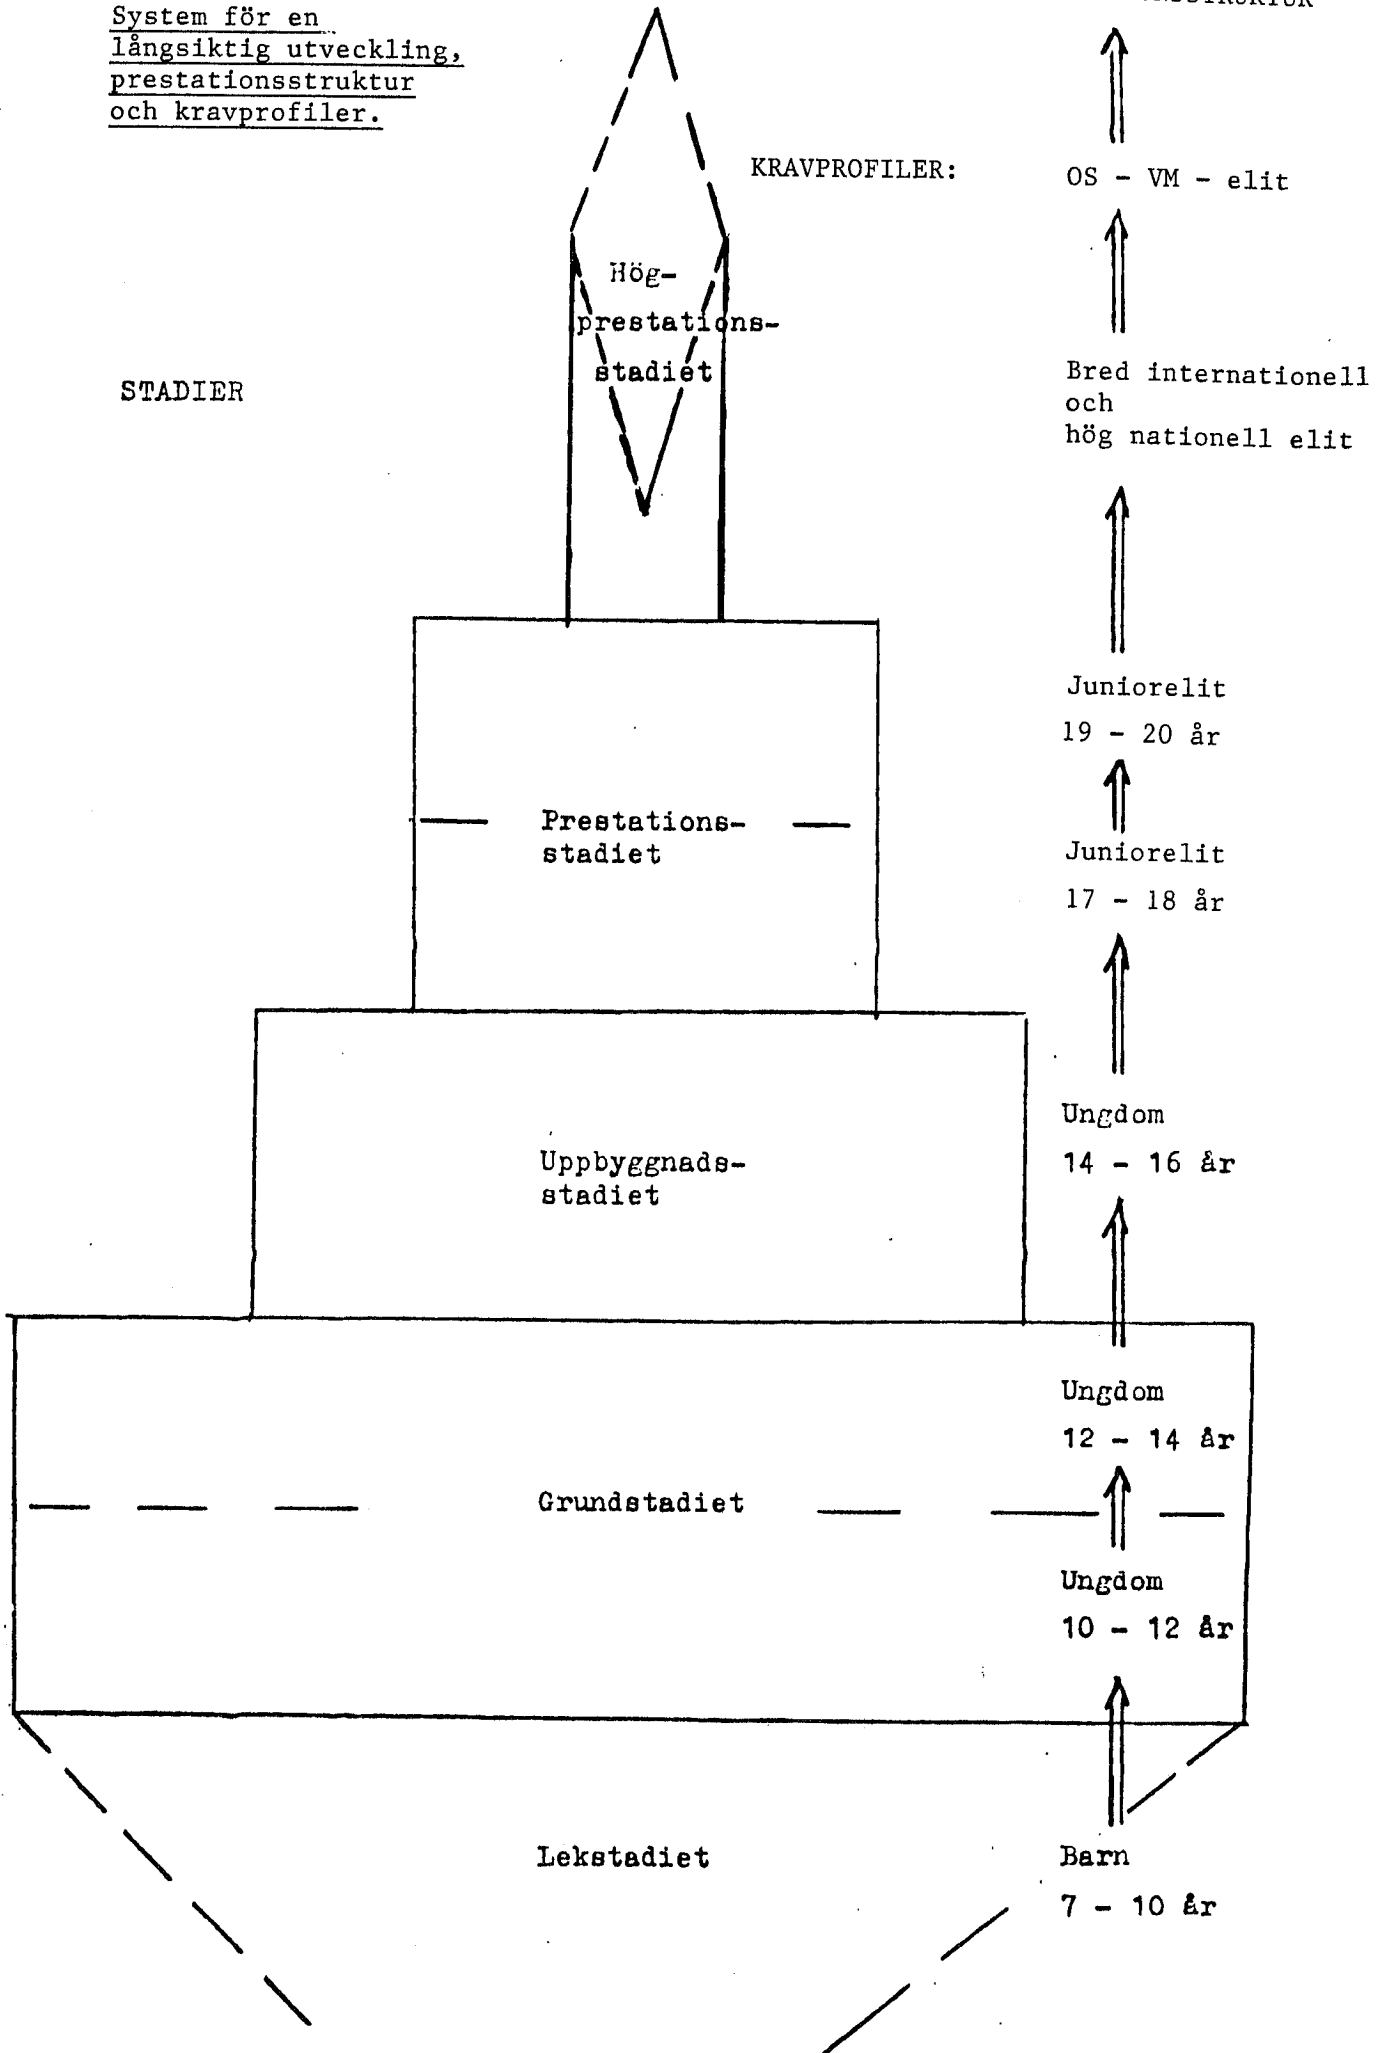 System för en
långsiktig utveckling,
prestationsstruktur
och kravprofiler.
KRAVPROFILER:
OS - VM - elit
Hög-
prestations-
stadiet
STADIER
Bred internationell
och
hög nationell elit
Juniorelit
19 - 20 år
Prestations-
stadiet
Juniorelit
17 - 18 år
Ungdom
14 - 16 år
Uppbyggnads-
stadiet
Ungdom
12 - 14 år
Grundstadiet
Ungdom
10 - 12 år
Lekstadiet
Barn
7 - 10 år